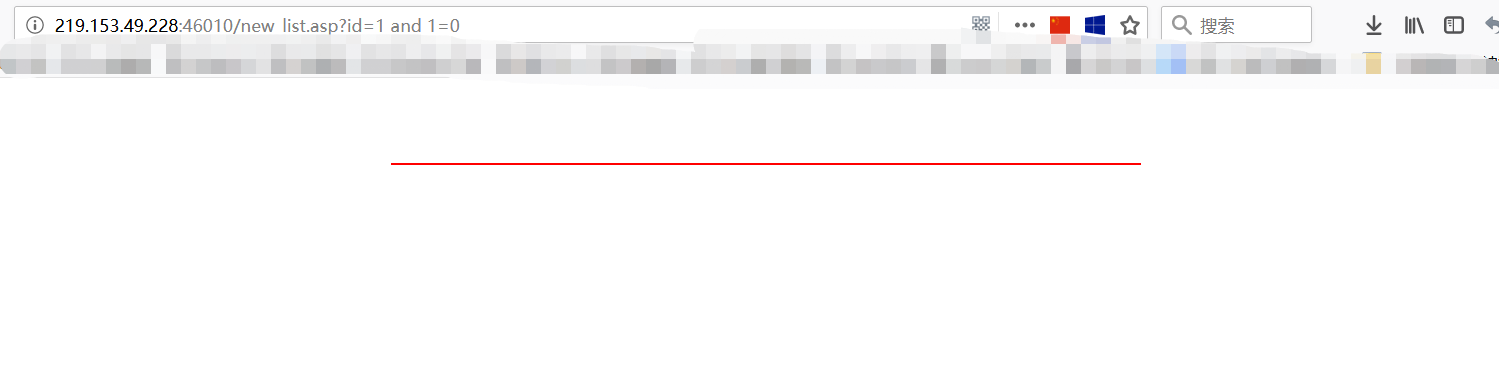 219.153.49.228:46010/new_list.asp?id=1 and 1=0
搜索